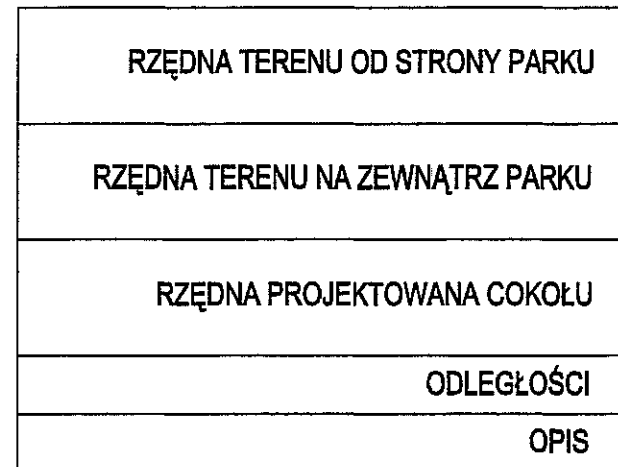 RZĘDNA TERENU OD STRONY PARKU
RZĘDNA TERENU NA ZEWNĄTRZ PARKU
RZĘDNA PROJEKTOWANA COKOŁU
ODLEGŁOŚCI
OPIS